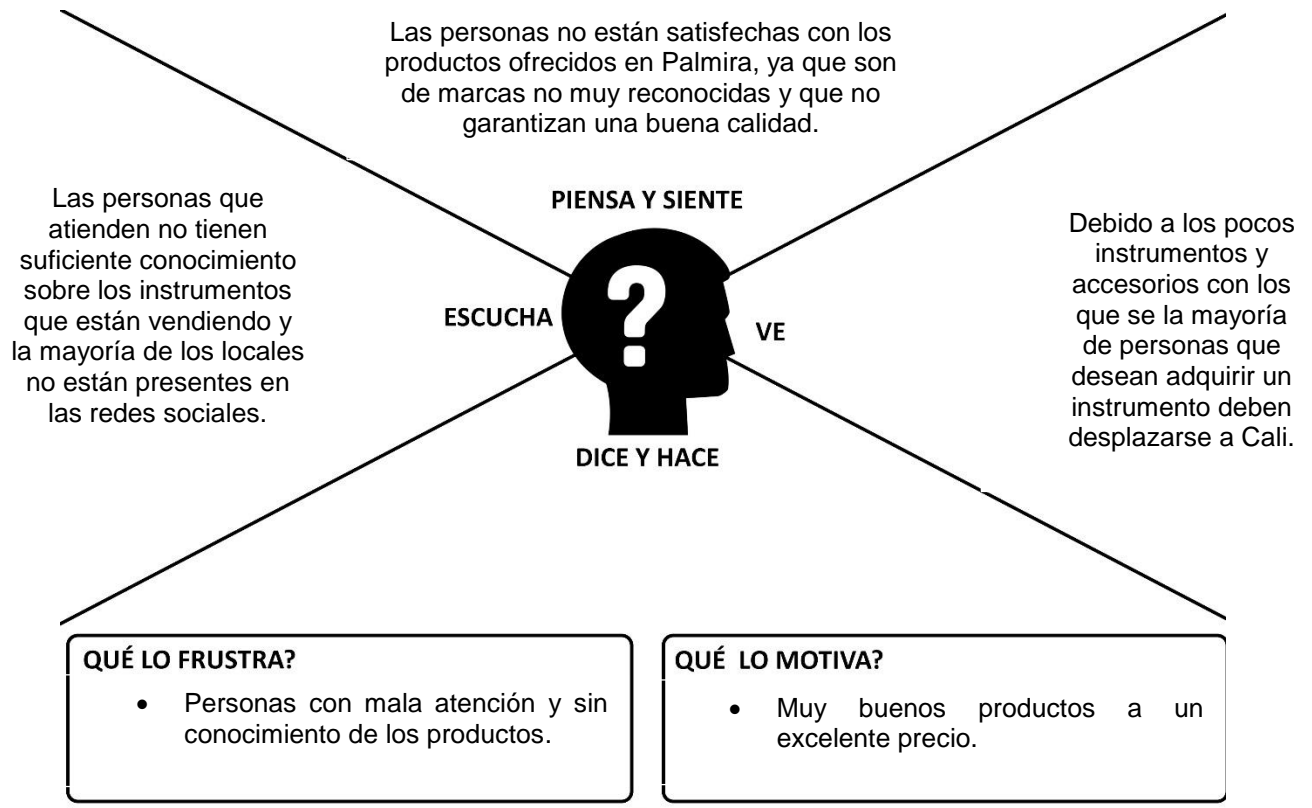 Las personas no están satisfechas con los
productos ofrecidos en Palmira, ya que son
de marcas no muy reconocidas y que no
garantizan una buena calidad.
PIENSA Y SIENTE
Las personas que
atienden no tienen
suficiente conocimiento
sobre los instrumentos
que están vendiendo y
la mayoría de los locales
no están presentes en
las redes sociales.
ESCUCHA
?
VE
Debido a los pocos
instrumentos y
accesorios con los
que se la mayoría
de personas que
desean adquirir un
instrumento deben
desplazarse a Cali.
DICE Y HACE
QUÉ LO FRUSTRA?
• Personas con mala atención y sin
conocimiento de los productos.
QUÉ LO MOTIVA?
• Muy buenos productos a un
excelente precio.